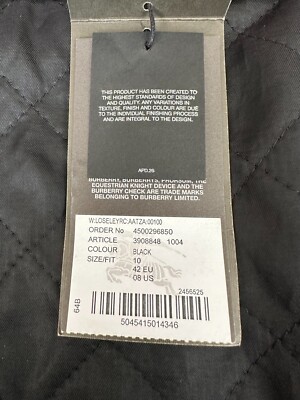 THIS PRODUCT HAS BEEN CREATED TO
THE HIGHEST STANDARDS OF DESIGN
AND QUALITY. ANY VARIATIONS IN
TEXTURE, FINISH AND COLOUR ARE DUE
TO THE INDIVIDUAL FINISHING PROCESS AND
ARE INTEGRAL TO THE DESIGN.
AFD.26
BURBERRY, BURBERRYS, PRORSUM, THE
EQUESTRIAN KNIGHT DEVICE AND THE
BURBERRY CHECK ARE TRADE MARKS
BELONGING TO BURBERRY LIMITED.
W:LOSELEYRC:AATZA:00100
ORDER No 4500296850
ARTICLE 3908848 1004
COLOUR BLACK
SIZE/FIT 10
42 EU
08 US
2456525
64B
5045415014346